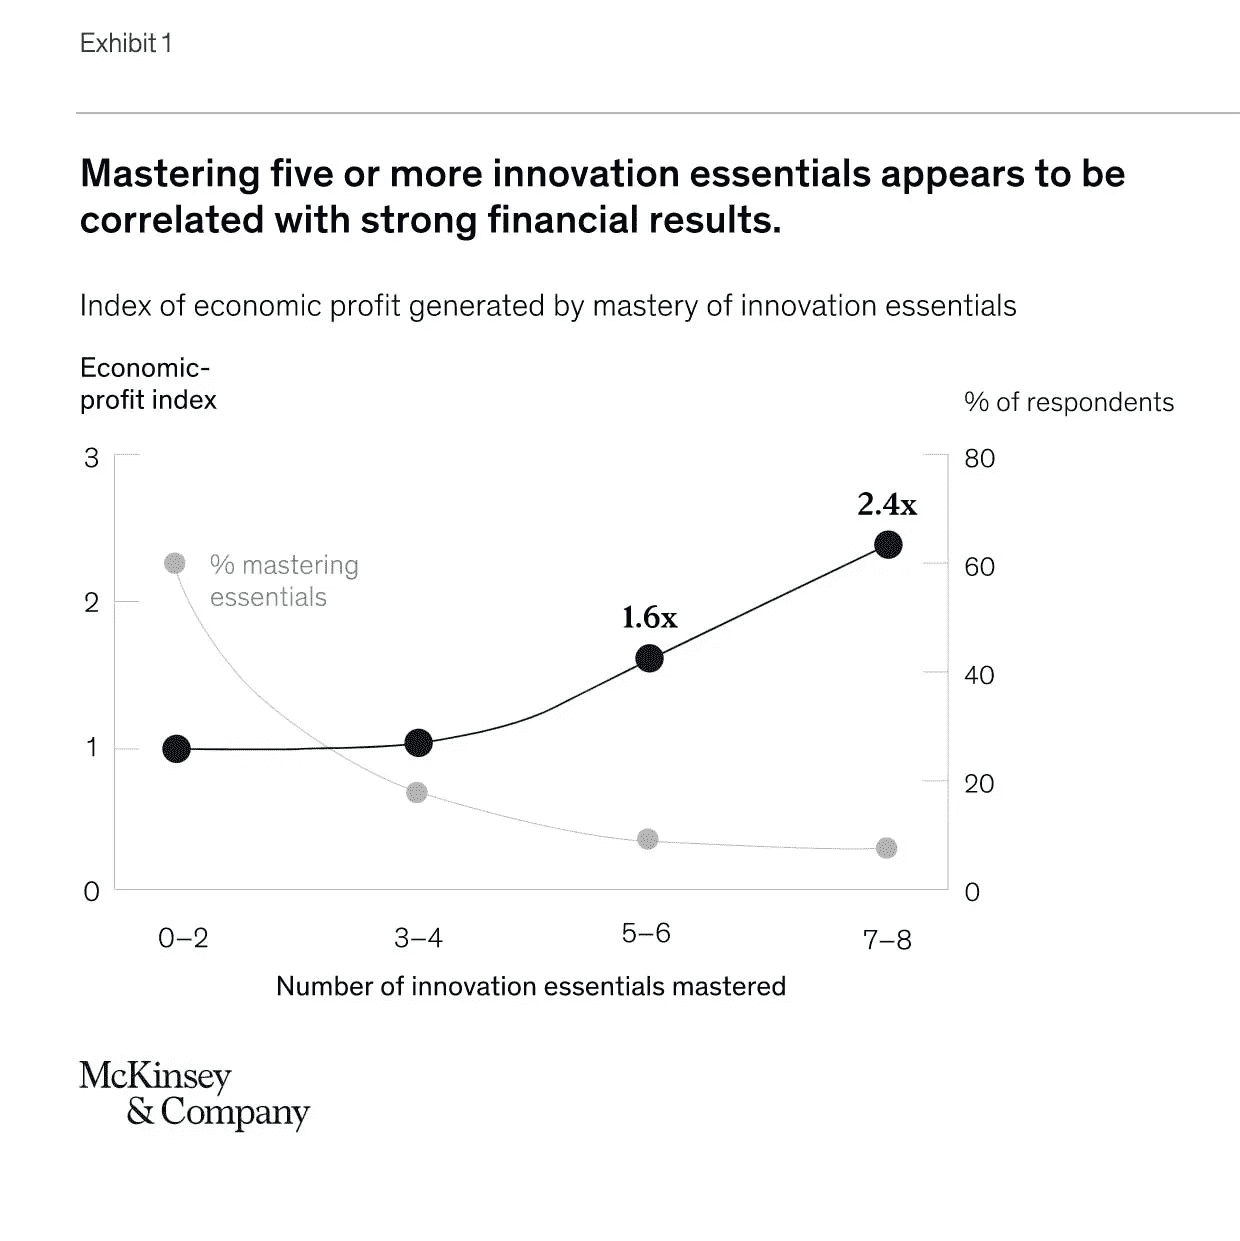 Exhibit 1
Mastering five or more innovation essentials appears to be
correlated with strong financial results.
Index of economic profit generated by mastery of innovation essentials
Economic-
profit index
% of respondents
3
80
2.4x
60
% mastering
essentials
2
1.6x
40
1
20
0
0
0–2
3–4
5–6
7–8
Number of innovation essentials mastered
McKinsey
& Company